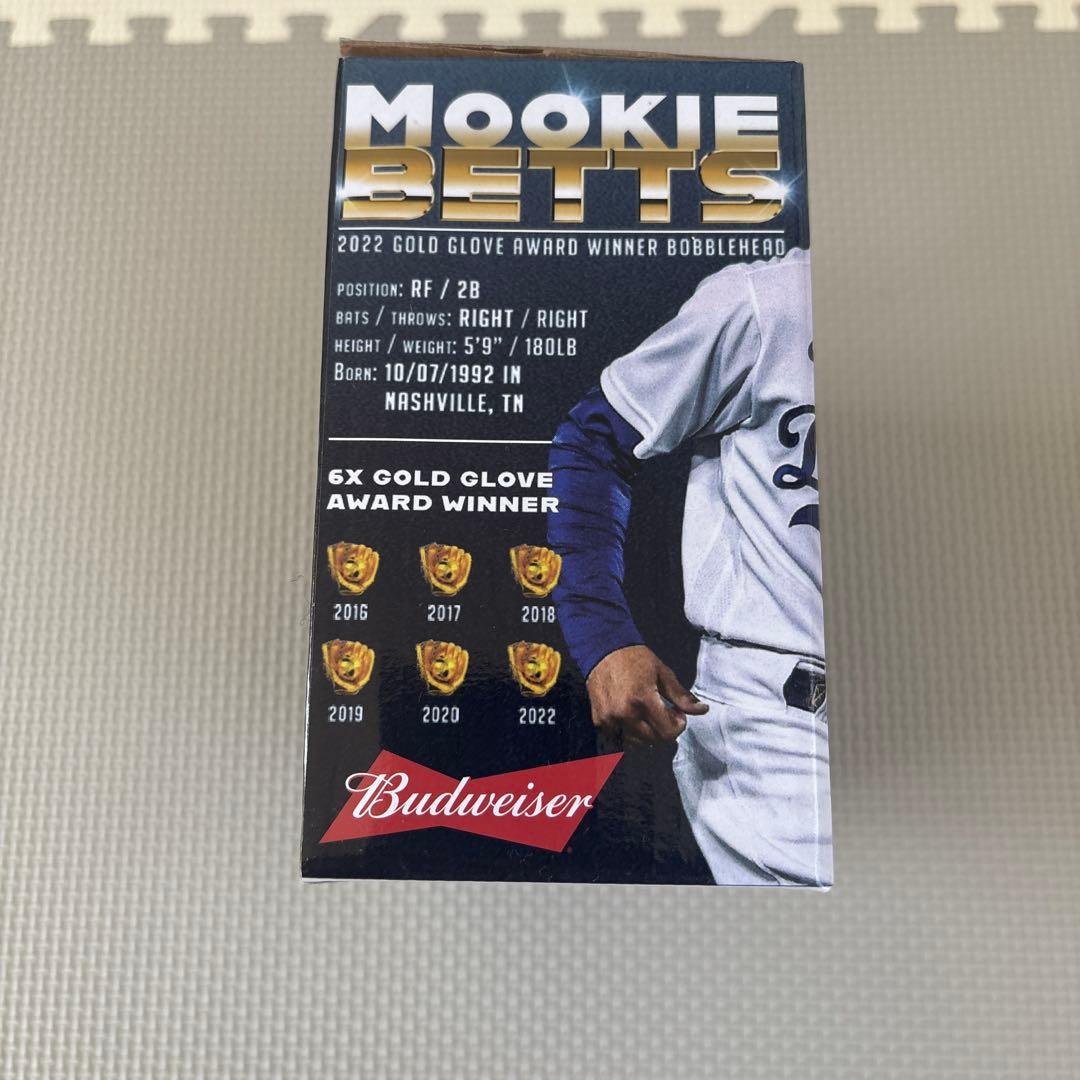 MOOKIE
BETTS
2022 GOLD GLOVE AWARD WINNER BOBBLEHEAD
POSITION: RF / 2B
BATS / THROWS: RIGHT / RIGHT
HEIGHT / WEIGHT: 5'9" / 180LB
BORN: 10/07/1992 IN
NASHVILLE, TN
6X GOLD GLOVE
AWARD WINNER
2016 2017 2018
2019 2020 2022
Budweiser